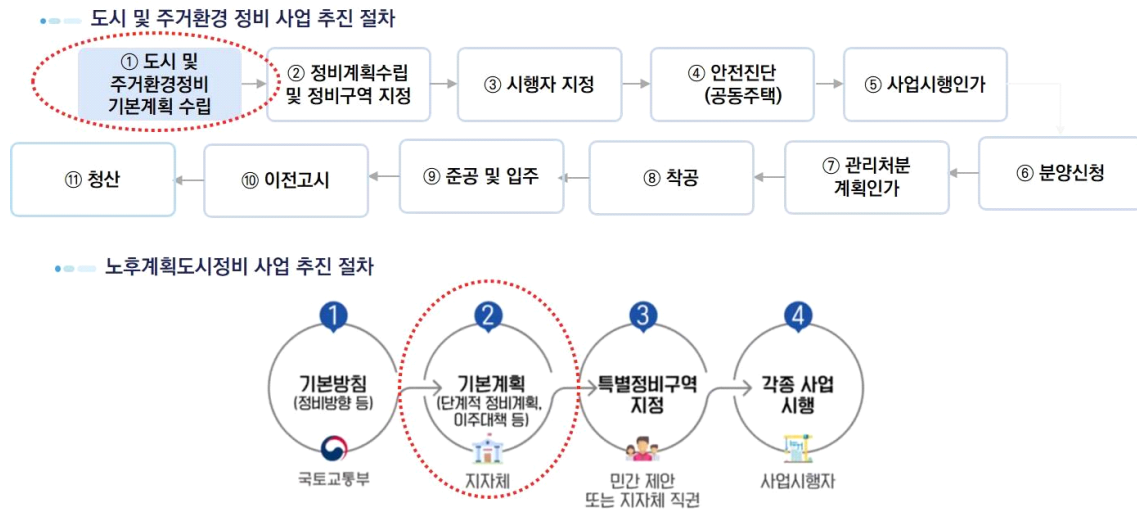 도시 및 주거환경 정비 사업 추진 절차
① 도시 및
주거환경정비
기본계획 수립
② 정비계획수립
및 정비구역 지정
③ 시행자 지정
④ 안전진단
(공동주택)
⑤ 사업시행인가
⑪ 청산
⑩ 이전고시
⑨ 준공 및 입주
⑧ 착공
⑦ 관리처분
계획인가
⑥ 분양신청
노후계획도시정비 사업 추진 절차
1
기본방침
(정비방향 등)
국토교통부
2
기본계획
(단계적 정비계획,
이주대책 등)
지자체
3
특별정비구역
지정
민간 제안
또는 지자체 직권
4
각종 사업
시행
사업시행자